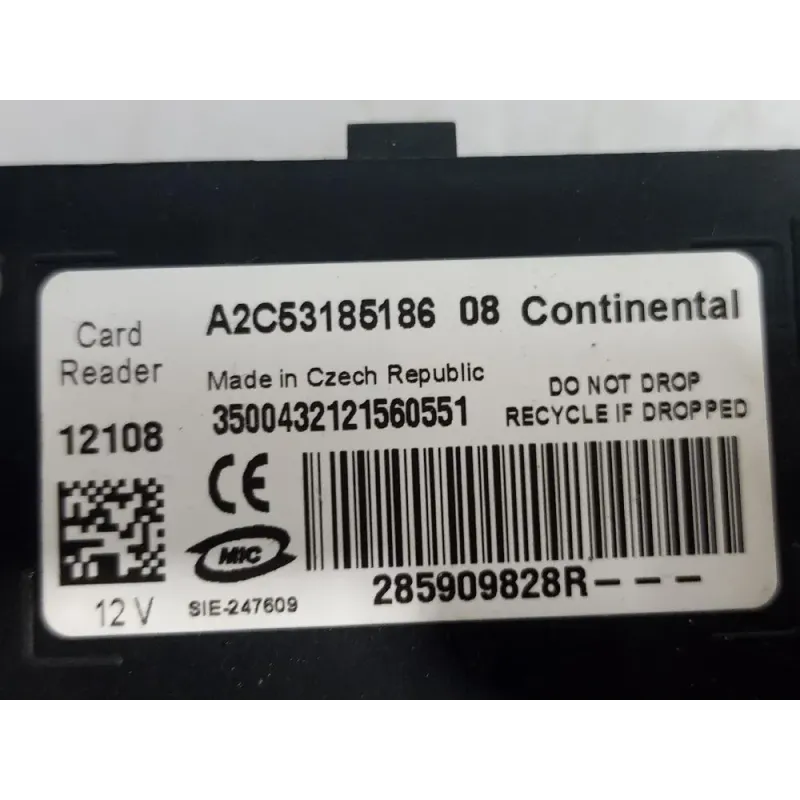 Card
Reader
A2C53185186 08 Continental
Made in Czech Republic
DO NOT DROP
RECYCLE IF DROPPED
12108
3500432121560551
CE
MIC
285909828R---
12 V
SIE-247609